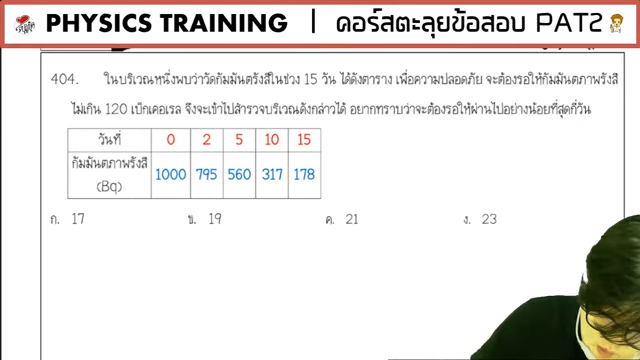 PHYSICS TRAINING | คอร์สตะลุยข้อสอบ PAT2
404. ในบริเวณหนึ่งพบว่าวัดกัมมันตรังสีในช่วง 15 วัน ได้ดังตาราง เพื่อความปลอดภัย จะต้องรอให้กัมมันตภาพรังสี
ไม่เกิน 120 เบ็กเคอเรล จึงจะเข้าไปสำรวจบริเวณดังกล่าวได้ อยากทราบว่าจะต้องรอให้ผ่านไปอย่างน้อยที่สุดกี่วัน
วันที่ 0 2 5 10 15
กัมมันตภาพรังสี (Bq) 1000 795 560 317 178
ก. 17 ข. 19 ค. 21 ง. 23